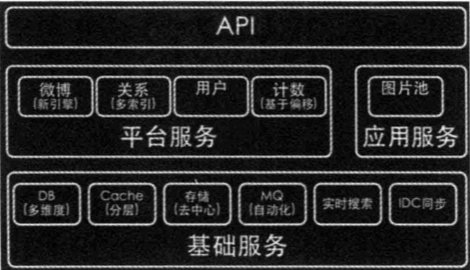 API
微博 关系 用户 计数 图片池
(新引擎) (多索引) (基于偏移)
平台服务 应用服务
DB Cache 存储 MQ 实时搜索 IDC同步
(多维度) (分层) (去中心) (自动化)
基础服务